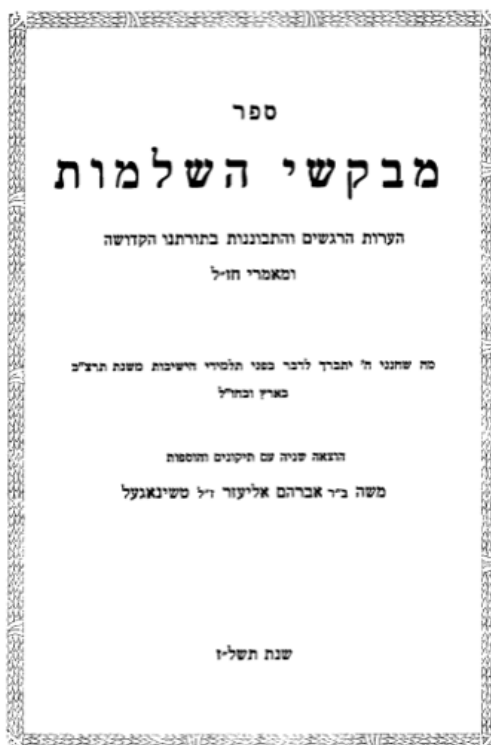 ספר
מבקשי השלמות
הערות הרגשים והתבוננות בתורתנו הקדושה
ומאמרי חז״ל
מה שחנני ה' יתברך לדבר בפני תלמידי הישיבות משנת תרצ״ב
בארץ ובחו״ל
הוצאה שניה עם תיקונים והוספות
משה ב״ר אברהם אליעזר ז״ל טשינאגעל
שנת תשל״ז